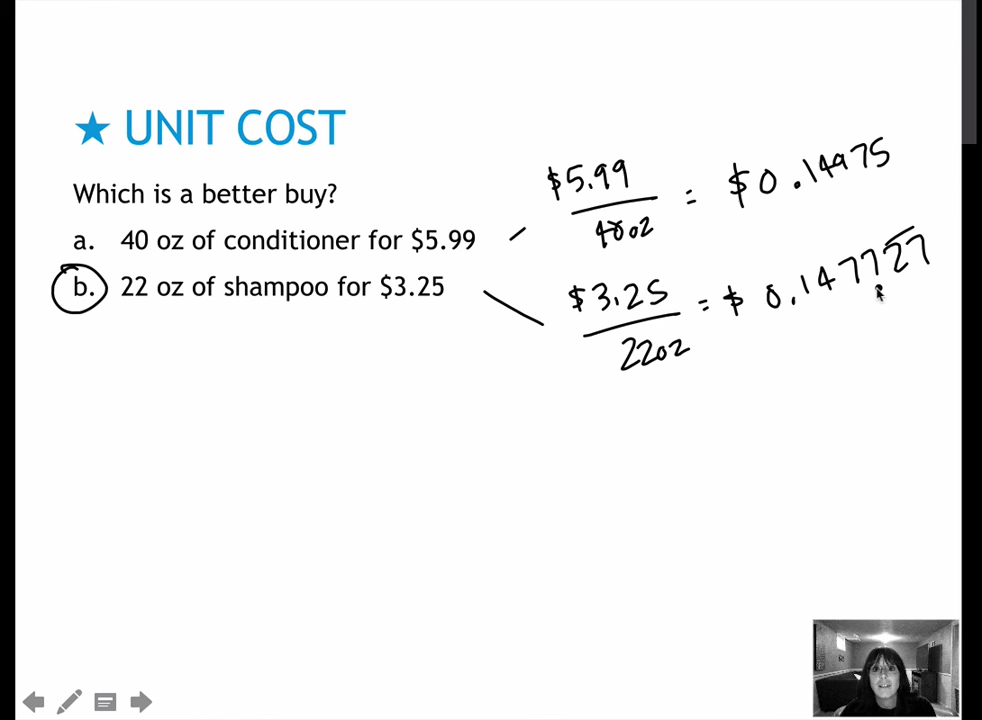 ★ UNIT COST
Which is a better buy?
a. 40 oz of conditioner for $5.99
b. 22 oz of shampoo for $3.25
$5.99
40oz
= $0.14975
$3.25
22oz
= $0.147727